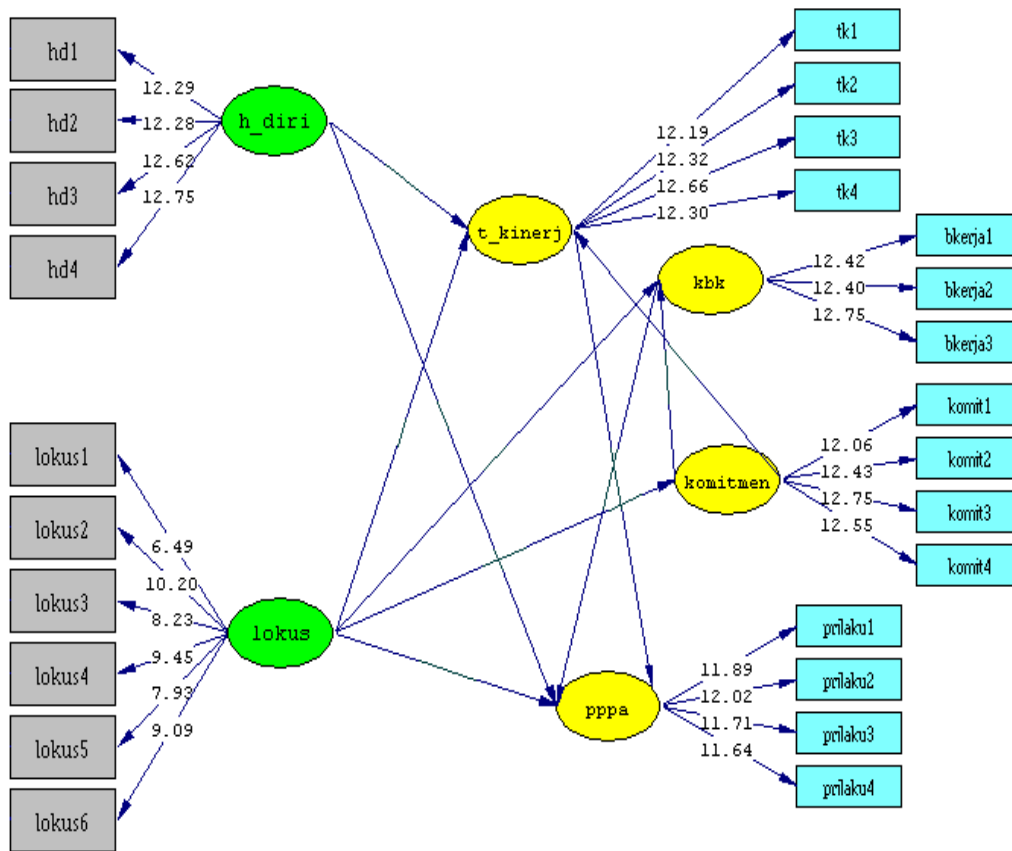 hd1
hd2
hd3
hd4
12.29
12.28
12.62
12.75
h_diri
lokus1
lokus2
lokus3
lokus4
lokus5
lokus6
6.49
10.20
8.23
9.45
7.93
9.09
lokus
t_kinerj
12.19
12.32
12.66
12.30
tk1
tk2
tk3
tk4
kbk
12.42
12.40
12.75
bkerja1
bkerja2
bkerja3
komitmen
12.06
12.43
12.75
12.55
komit1
komit2
komit3
komit4
pppa
11.89
12.02
11.71
11.64
prilaku1
prilaku2
prilaku3
prilaku4